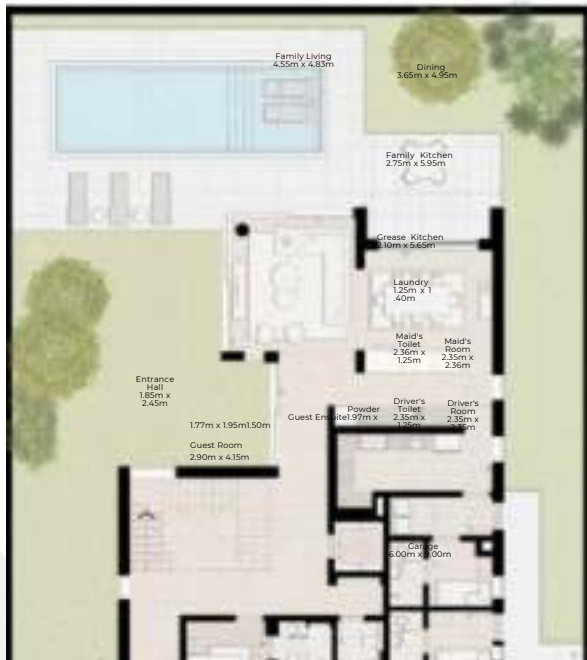 Family Living
4.55m x 4.83m
Dining
3.65m x 4.95m
Family Kitchen
2.75m x 5.95m
Grease Kitchen
2.10m x 5.65m
Laundry
1.25m x 1
.40m
Maid's
Toilet
2.36m x
1.25m
Maid's
Room
2.35m x
2.36m
Entrance
Hall
1.85m x
2.45m
Driver's
Toilet
2.35m x
1.25m
Driver's
Room
2.35m x
Powder
Guest Ensuite1.97m x
1.77m x 1.95m1.50m
Guest Room
2.90m x 4.15m
Garage